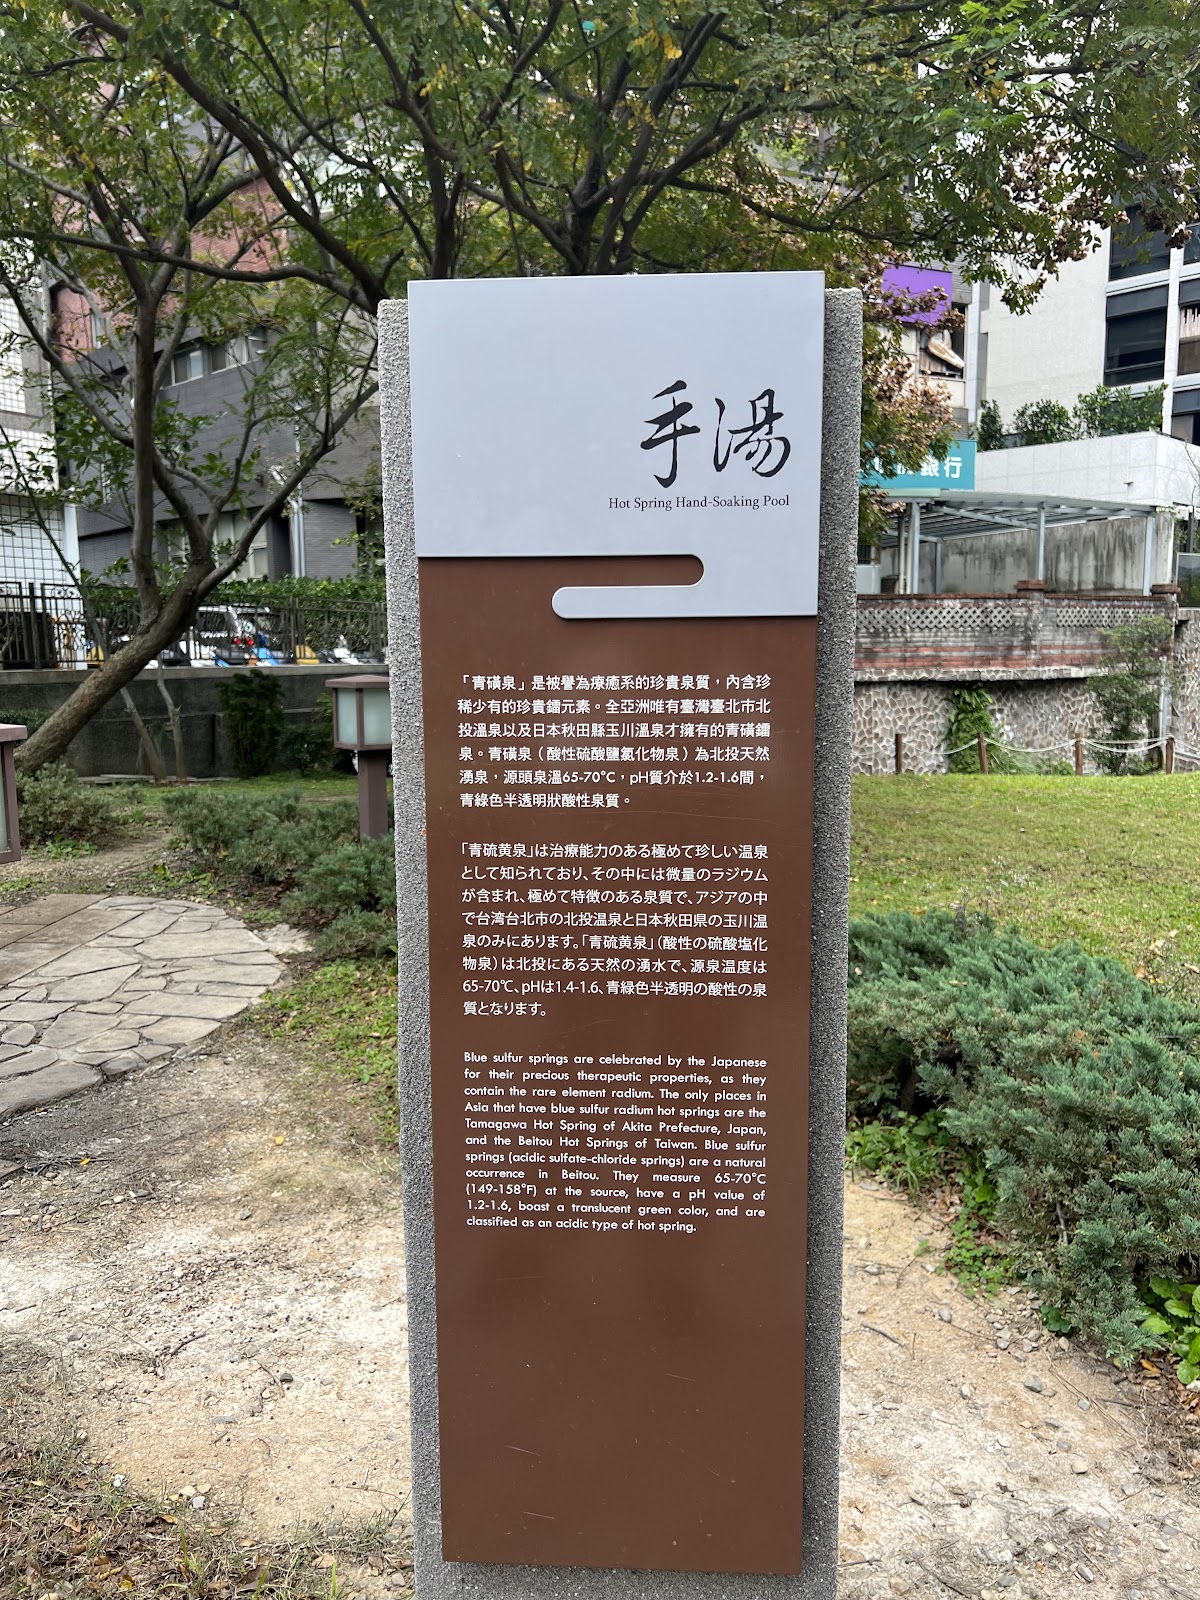 手湯
Hot Spring Hand-Soaking Pool
「青磺泉」是被譽為療癒系的珍貴泉質，內含珍
稀少有的珍貴鐳元素。全亞洲唯有臺灣臺北市北
投溫泉以及日本秋田縣玉川溫泉才擁有的青磺鐳
泉。青磺泉（酸性硫酸鹽氯化物泉）為北投天然
湧泉，源頭泉溫65-70°C，pH質介於1.2-1.6間，
青綠色半透明狀酸性泉質。
「青硫黄泉」は治療能力のある極めて珍しい温泉
として知られており、その中には微量のラジウム
が含まれ、極めて特徴のある泉質で、アジアの中
で台湾台北市の北投温泉と日本秋田県の玉川温
泉のみにあります。「青硫黄泉」（酸性の硫酸塩化
物泉）は北投にある天然の湧水で、源泉温度は
65-70℃、pHは1.4-1.6、青緑色半透明の酸性の泉
質となります。
Blue sulfur springs are celebrated by the Japanese
for their precious therapeutic properties, as they
contain the rare element radium. The only places in
Asia that have blue sulfur radium hot springs are the
Tamagawa Hot Spring of Akita Prefecture, Japan,
and the Beitou Hot Springs of Taiwan. Blue sulfur
springs (acidic sulfate-chloride springs) are a natural
occurrence in Beitou. They measure 65-70°C
(149-158°F) at the source, have a pH value of
1.2-1.6, boast a translucent green color, and are
classified as an acidic type of hot spring.
銀行